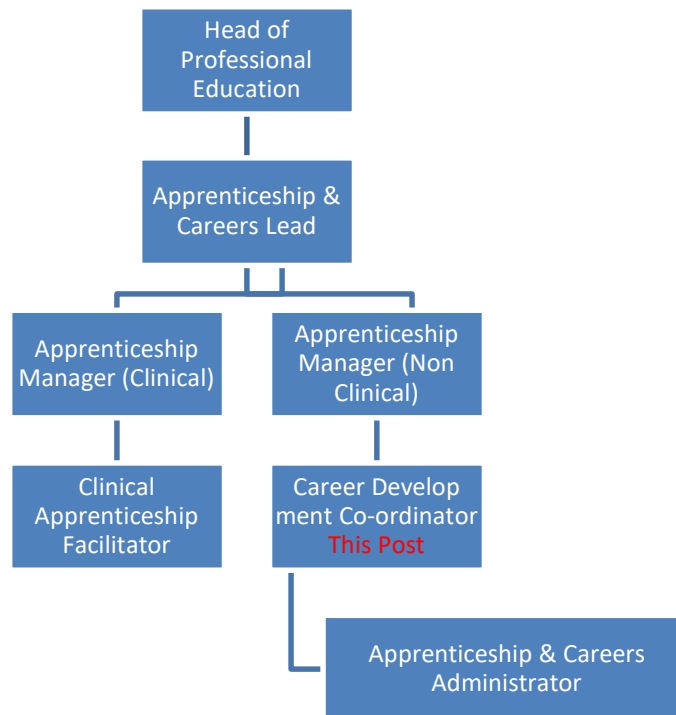 Head of
Professional
Education
Apprenticeship &
Careers Lead
Apprenticeship
Manager (Clinical)
Apprenticeship
Manager (Non
Clinical)
Clinical
Apprenticeship
Facilitator
Career Develop
ment Co-ordinator
This Post
Apprenticeship & Careers
Administrator